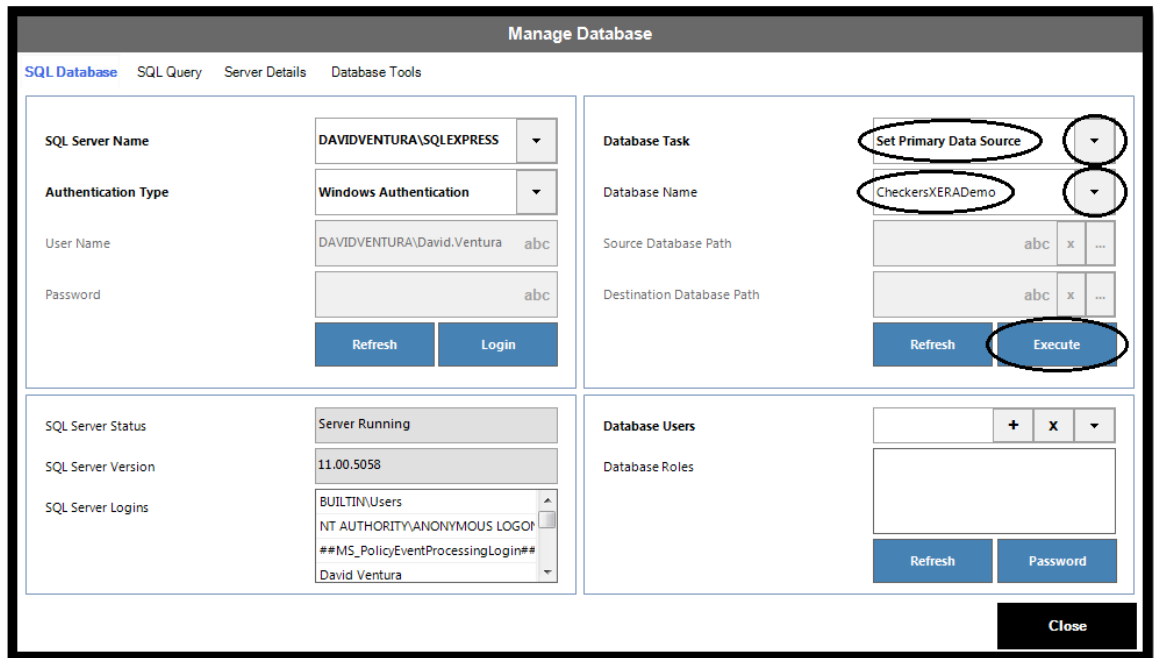 Manage Database
SQL Database SQL Query Server Details Database Tools
SQL Server Name DAVIDVENTURA\SQLEXPRESS
Authentication Type Windows Authentication
User Name DAVIDVENTURA\David.Ventura abc
Password abc
Refresh Login
Database Task Set Primary Data Source
Database Name CheckersXERADemo
Source Database Path abc x ...
Destination Database Path abc x ...
Refresh Execute
SQL Server Status Server Running
SQL Server Version 11.00.5058
SQL Server Logins BUILTIN\Users
NT AUTHORITY\ANONYMOUS LOGON
##MS_PolicyEventProcessingLogin##
David Ventura
Database Users + x
Database Roles
Refresh Password
Close